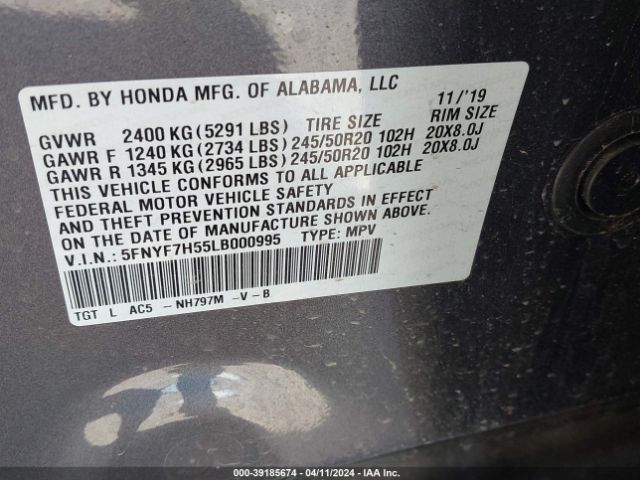 MFD. BY HONDA MFG. OF ALABAMA, LLC 11/'19
GVWR 2400 KG (5291 LBS) TIRE SIZE RIM SIZE
GAWR F 1240 KG (2734 LBS) 245/50R20 102H 20X8.0J
GAWR R 1345 KG (2965 LBS) 245/50R20 102H 20X8.0J
THIS VEHICLE CONFORMS TO ALL APPLICABLE
FEDERAL MOTOR VEHICLE SAFETY
AND THEFT PREVENTION STANDARDS IN EFFECT
ON THE DATE OF MANUFACTURE SHOWN ABOVE.
V.I.N.: 5FNYF7H55LB000995 TYPE: MPV
TGT L AC5 -NH797M -V-B
000-39185674 / 04/11/2024 - IAA Inc.